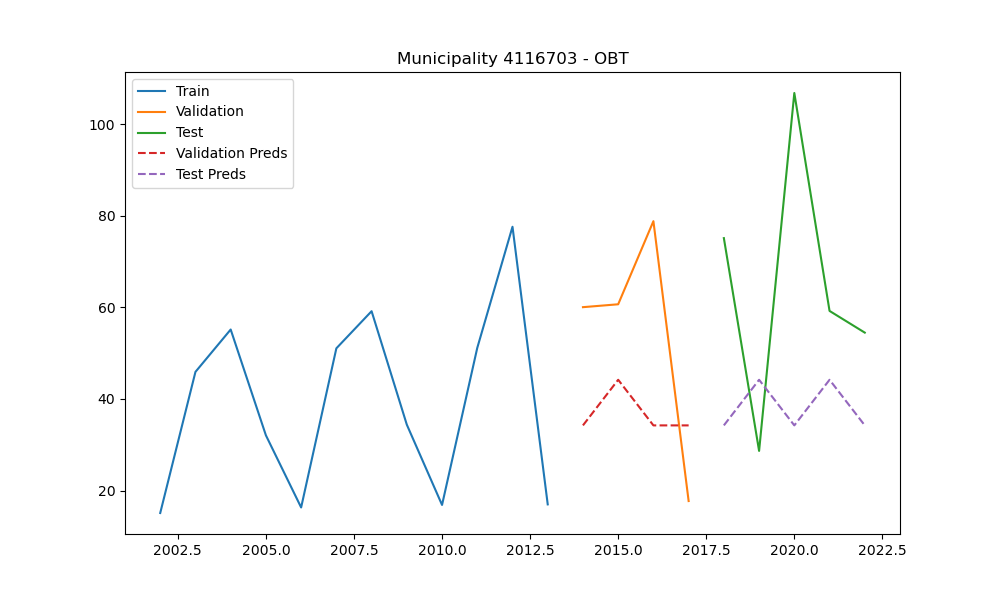 Municipality 4116703 - OBT
Train
Validation
Test
Validation Preds
Test Preds
100
80
60
40
20
2002.5 2005.0 2007.5 2010.0 2012.5 2015.0 2017.5 2020.0 2022.5